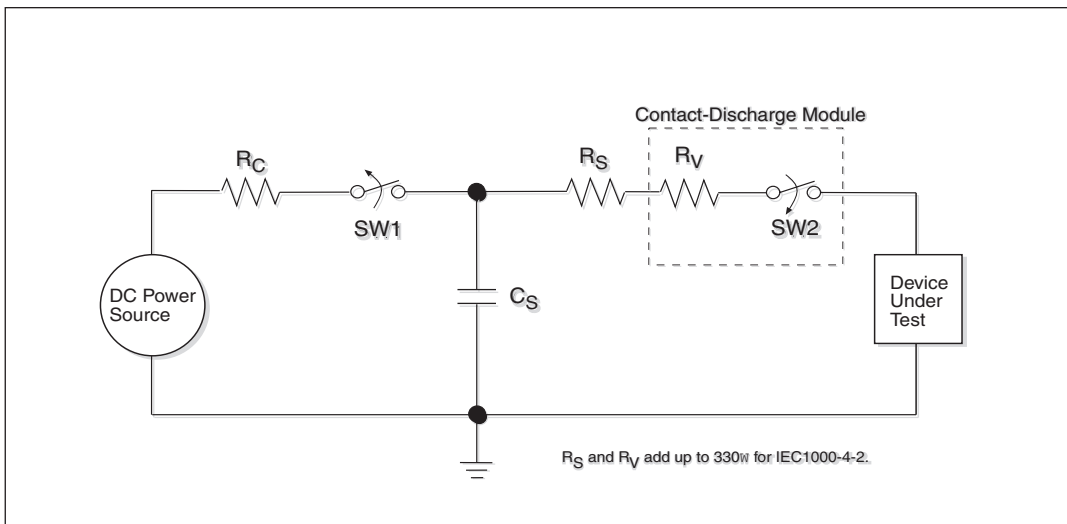 Contact-Discharge Module
RC
RS
RV
SW1
SW2
CS
DC Power
Source
Device
Under
Test
RS and RV add up to 330W for IEC1000-4-2.